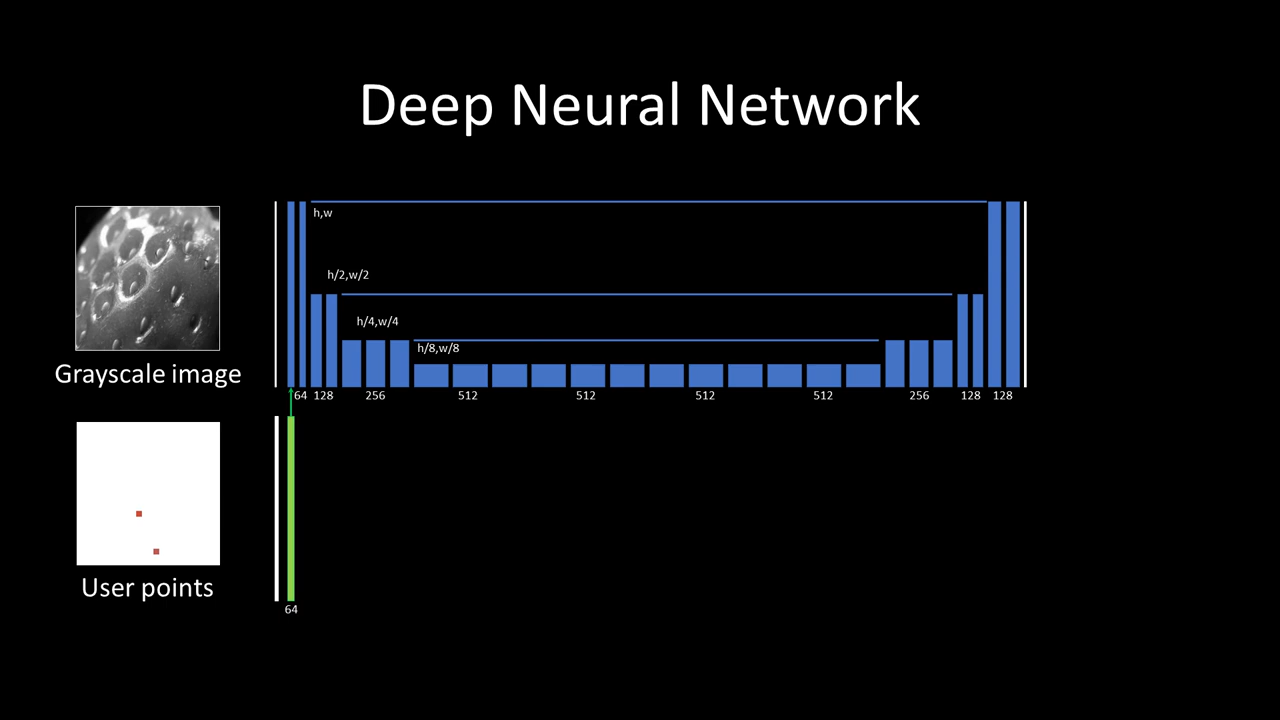 Deep Neural Network
h,w
h/2,w/2
h/4,w/4
h/8,w/8
Grayscale image
64 128 256 512 512 512 512 256 128 128
User points
64